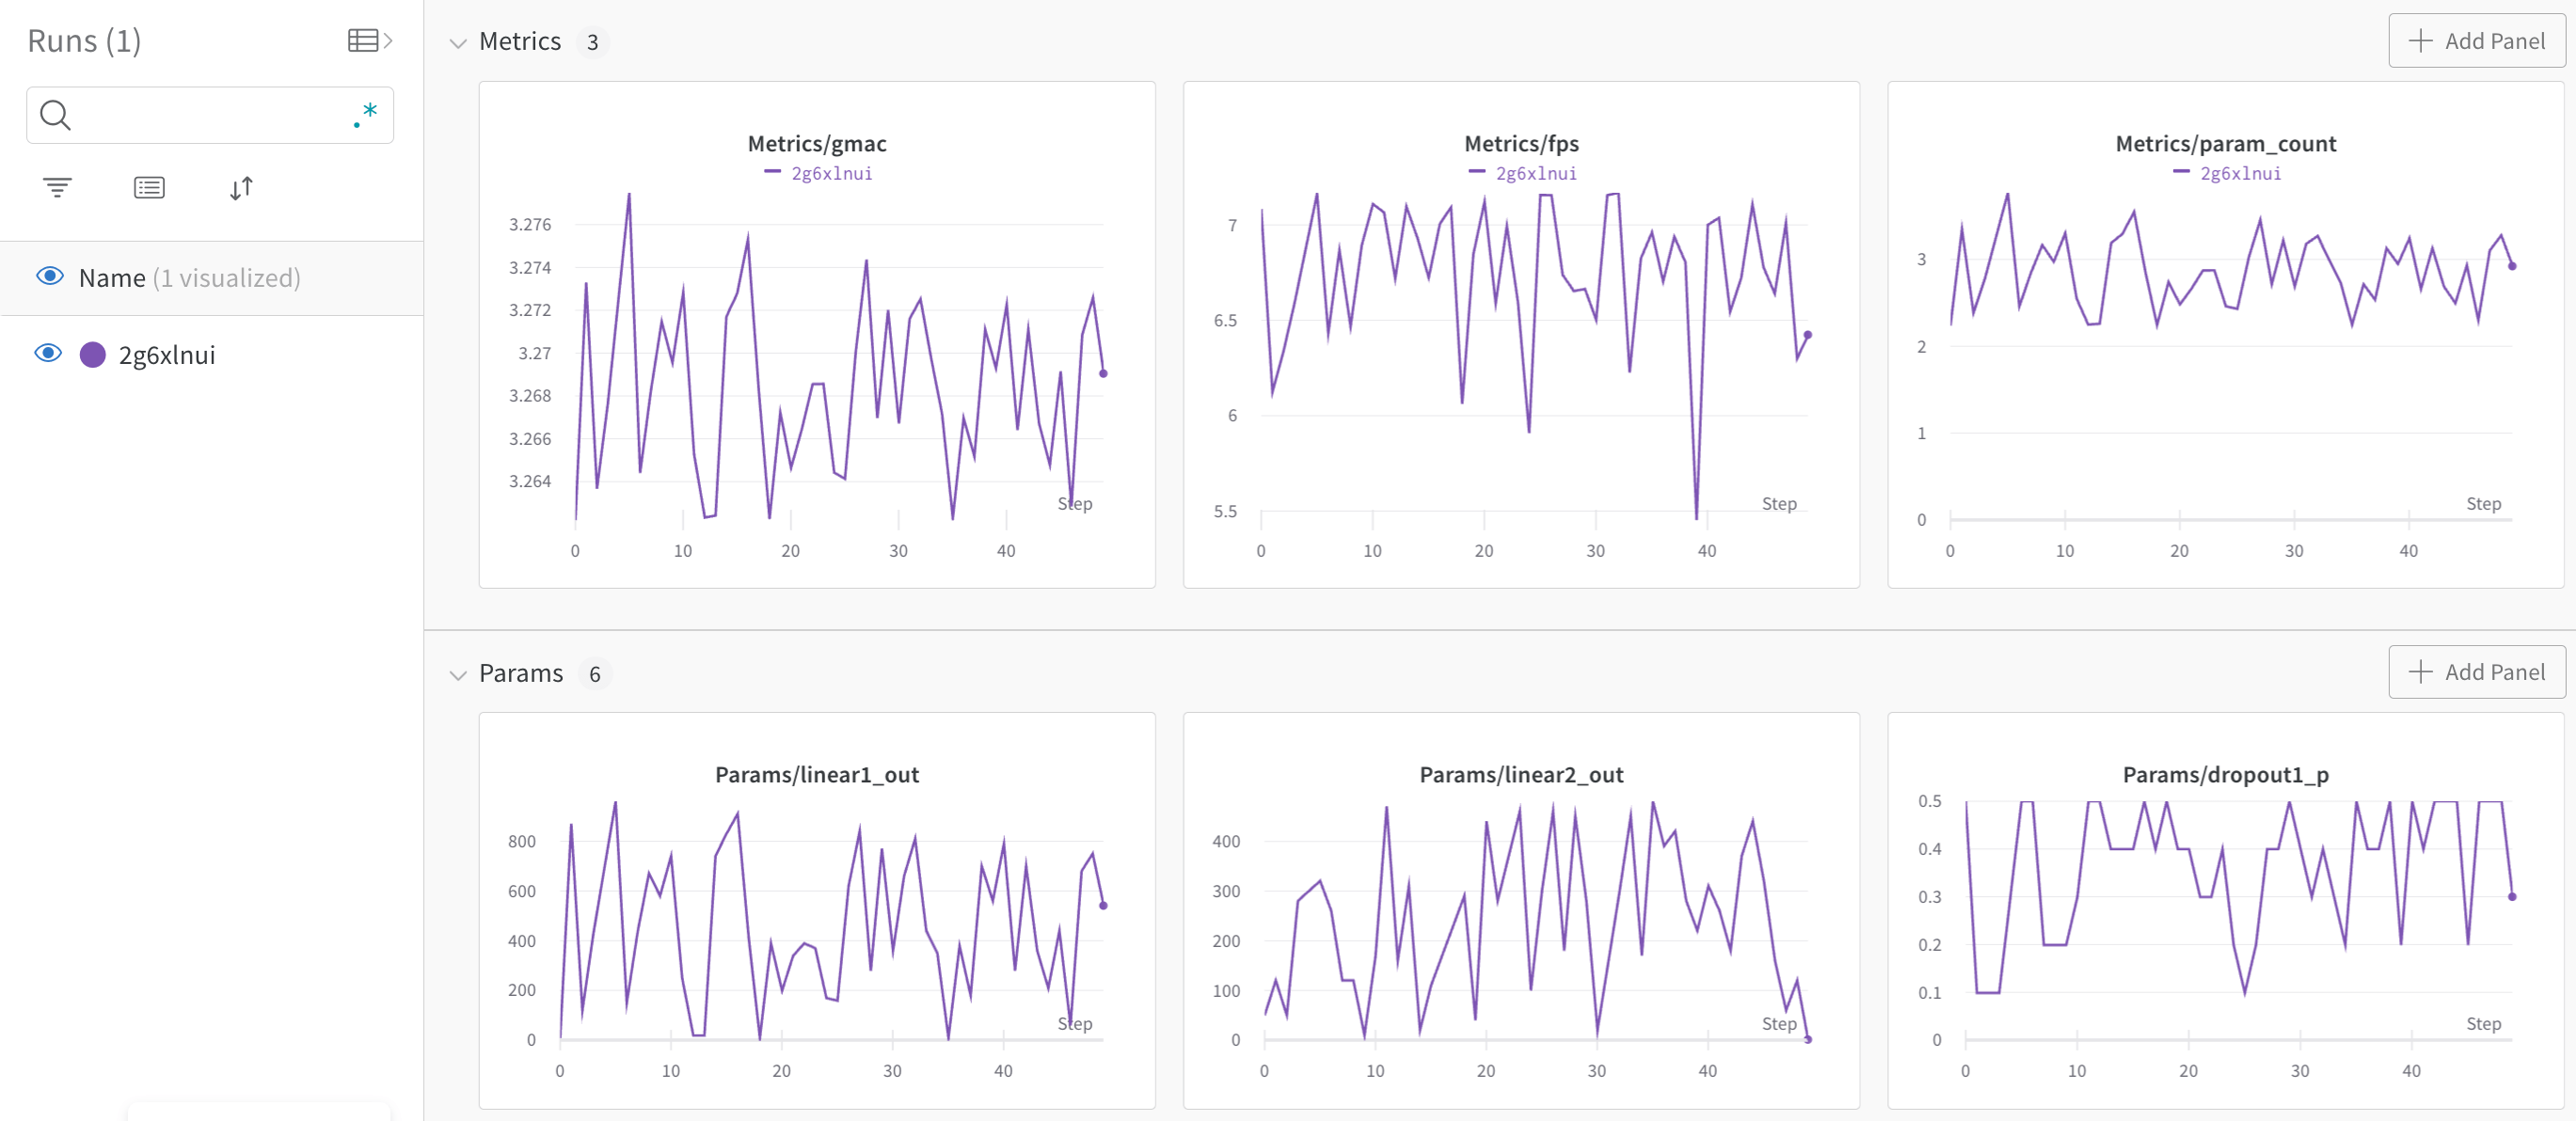 Runs (1)
.*
Name (1 visualized)
2g6xlnui
Metrics 3
Add Panel
Metrics/gmac
2g6xlnui
3.276
3.274
3.272
3.27
3.268
3.266
3.264
Step
0 10 20 30 40
Metrics/fps
2g6xlnui
7
6.5
6
5.5
Step
0 10 20 30 40
Metrics/param_count
2g6xlnui
3
2
1
0
Step
0 10 20 30 40
Params 6
Add Panel
Params/linear1_out
800
600
400
200
0
Step
0 10 20 30 40
Params/linear2_out
400
300
200
100
0
Step
0 10 20 30 40
Params/dropout1_p
0.5
0.4
0.3
0.2
0.1
0
Step
0 10 20 30 40